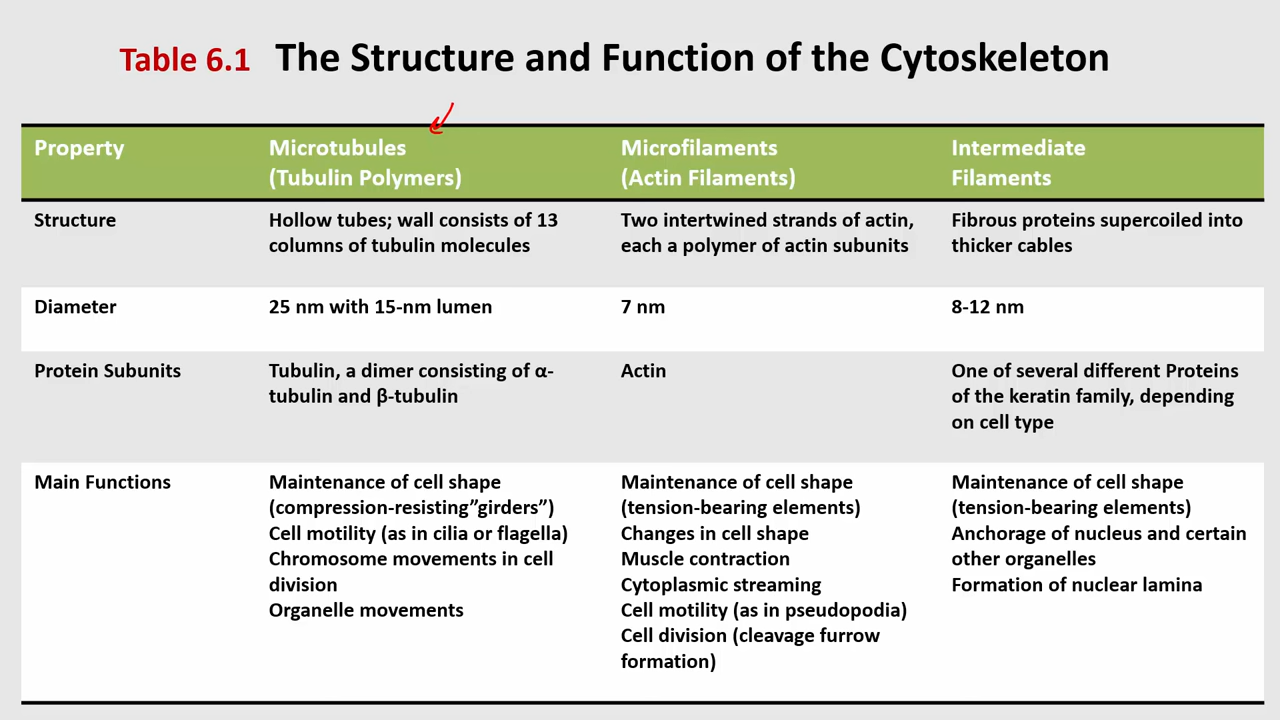 Table 6.1 The Structure and Function of the Cytoskeleton
Property
Microtubules
(Tubulin Polymers)
Microfilaments
(Actin Filaments)
Intermediate
Filaments
Structure
Hollow tubes; wall consists of 13
columns of tubulin molecules
Two intertwined strands of actin,
each a polymer of actin subunits
Fibrous proteins supercoiled into
thicker cables
Diameter
25 nm with 15-nm lumen
7 nm
8-12 nm
Protein Subunits
Tubulin, a dimer consisting of α-
tubulin and β-tubulin
Actin
One of several different Proteins
of the keratin family, depending
on cell type
Main Functions
Maintenance of cell shape
(compression-resisting”girders”)
Cell motility (as in cilia or flagella)
Chromosome movements in cell
division
Organelle movements
Maintenance of cell shape
(tension-bearing elements)
Changes in cell shape
Muscle contraction
Cytoplasmic streaming
Cell motility (as in pseudopodia)
Cell division (cleavage furrow
formation)
Maintenance of cell shape
(tension-bearing elements)
Anchorage of nucleus and certain
other organelles
Formation of nuclear lamina